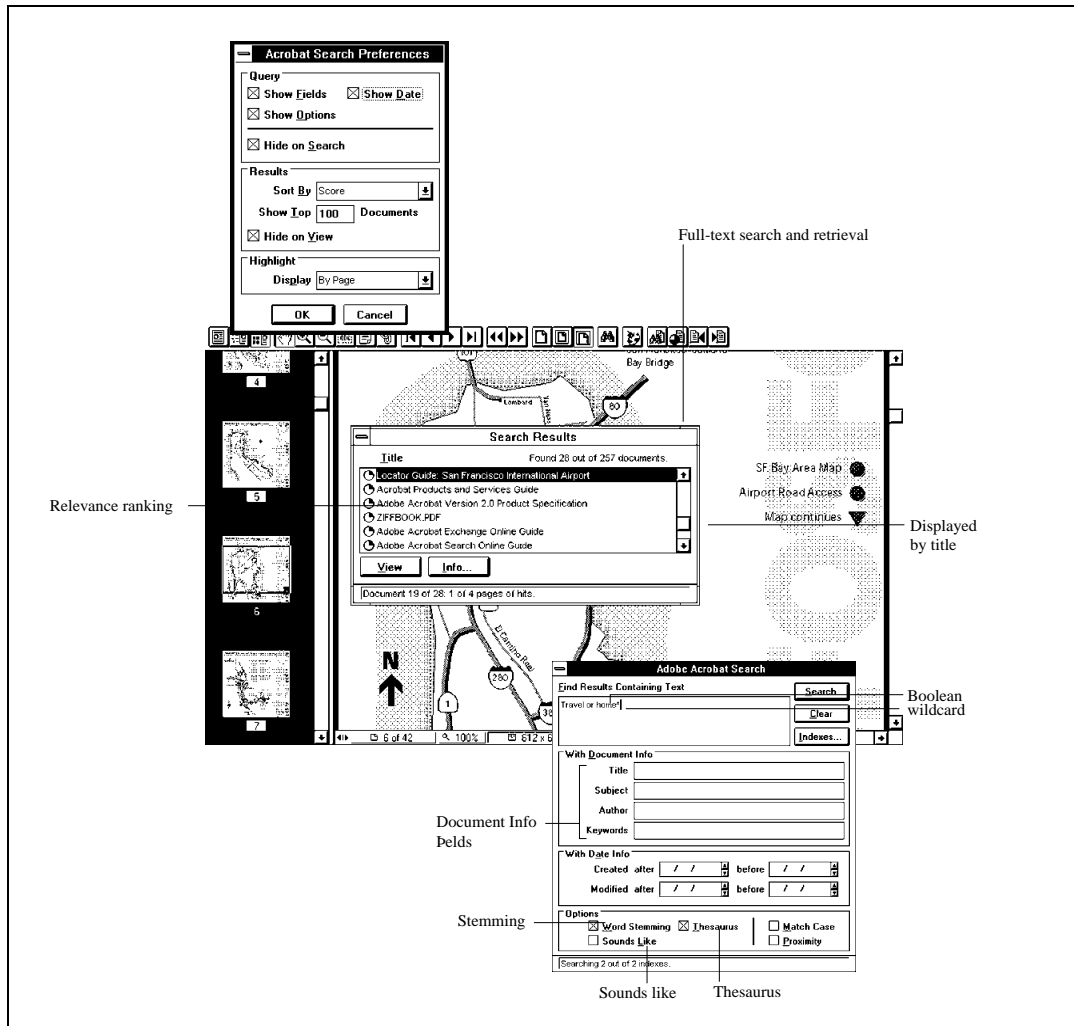 Acrobat Search Preferences
Query
Show Fields Show Date
Show Options
Hide on Search
Results
Sort By Score
Show Top 100 Documents
Hide on View
Highlight
Display By Page
OK Cancel
Full-text search and retrieval
101
Bay Bridge
4
Lombard
80
Search Results
Title Found 28 out of 257 documents.
Locator Guide: San Francisco International Airport
Acrobat Products and Services Guide
Adobe Acrobat Version 2.0 Product Specification
ZIFFBOOK.PDF
Adobe Acrobat Exchange Online Guide
Adobe Acrobat Search Online Guide
View Info...
Document 19 of 28: 1 of 4 pages of hits.
SF Bay Area Map
Airport Road Access
Map continues
5
Relevance ranking
Displayed
by title
6
El Camino Real
N
280
1
38
7
6 of 42 100% 612 x 6
Adobe Acrobat Search
Find Results Containing Text
Travel or home*
Search
Clear
Indexes...
Boolean
wildcard
With Document Info
Title
Subject
Author
Keywords
Document Info
Þelds
With Date Info
Created after / / before / /
Modified after / / before / /
Options
Word Stemming Thesaurus Match Case
Sounds Like Proximity
Searching 2 out of 2 indexes.
Stemming
Sounds like
Thesaurus